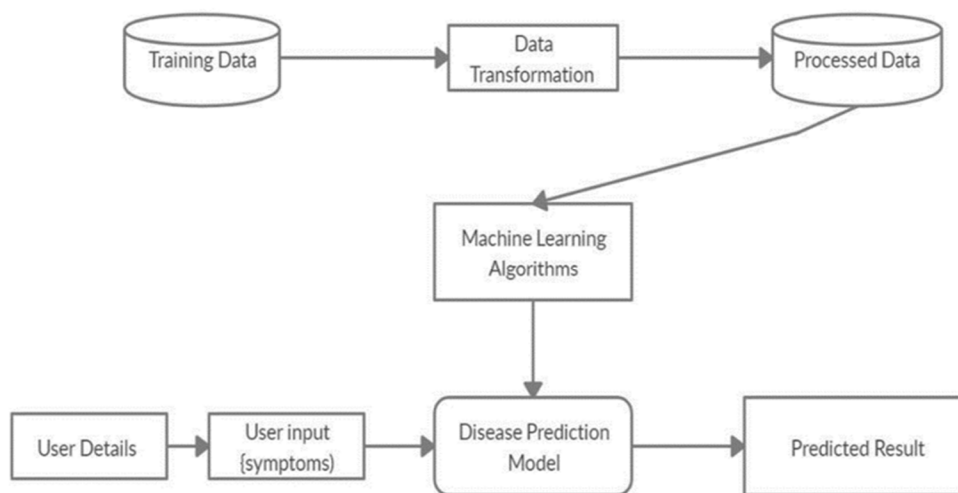 Training Data
Data
Transformation
Processed Data
Machine Learning
Algorithms
User Details
User input
{symptoms)
Disease Prediction
Model
Predicted Result